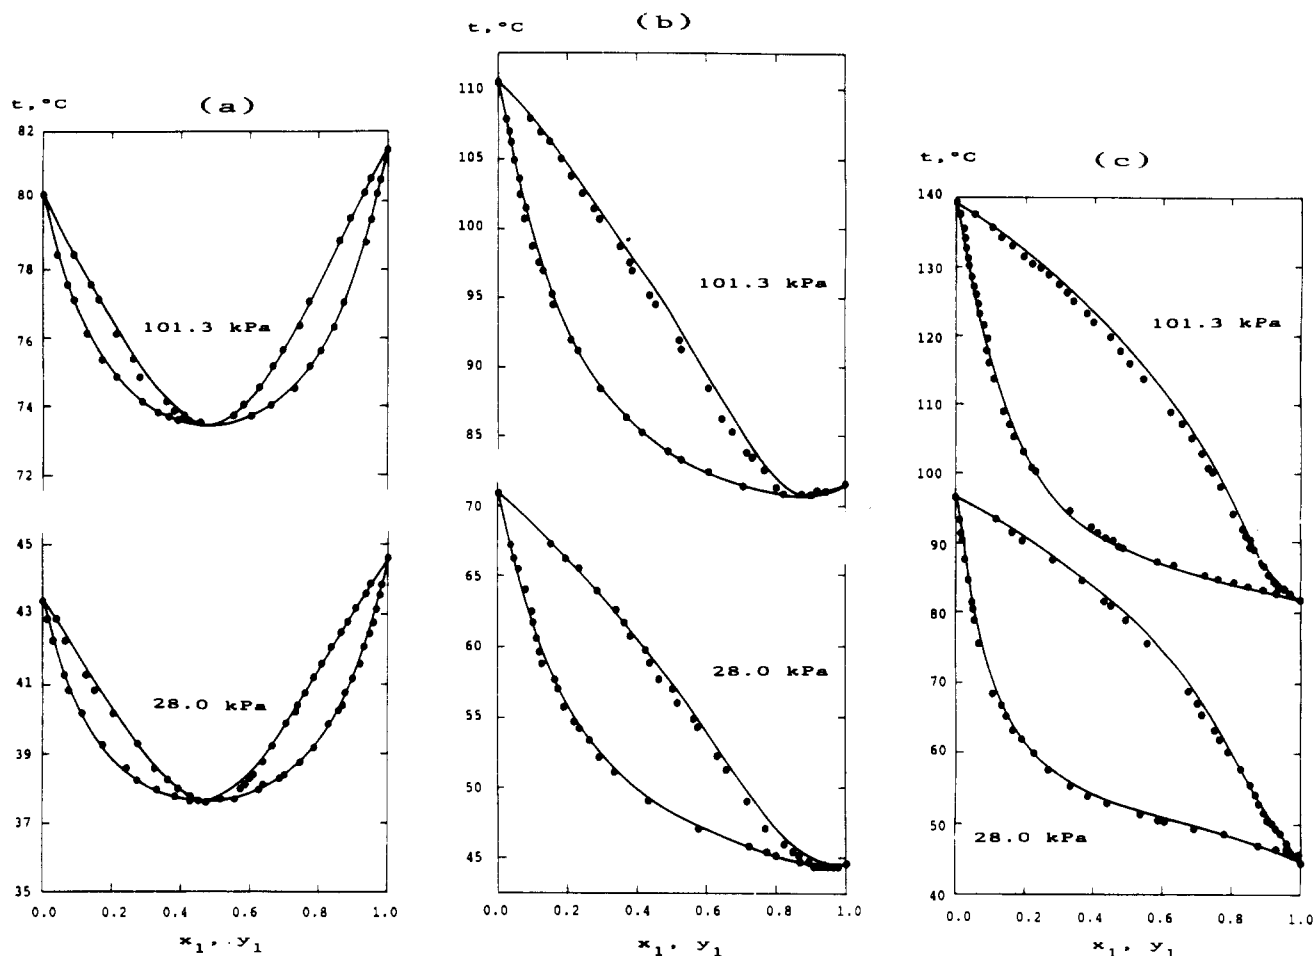 (a)
t,°C
82
80
78
76
74
72
101.3 kPa
45
43
41
39
37
35
28.0 kPa
0.0 0.2 0.4 0.6 0.8 1.0
x₁, y₁
(b)
t,°C
110
105
100
95
90
85
101.3 kPa
70
65
60
55
50
45
28.0 kPa
0.0 0.2 0.4 0.6 0.8 1.0
x₁, y₁
(c)
t,°C
140
130
120
110
100
90
80
70
60
50
40
101.3 kPa
28.0 kPa
0.0 0.2 0.4 0.6 0.8 1.0
x₁, y₁